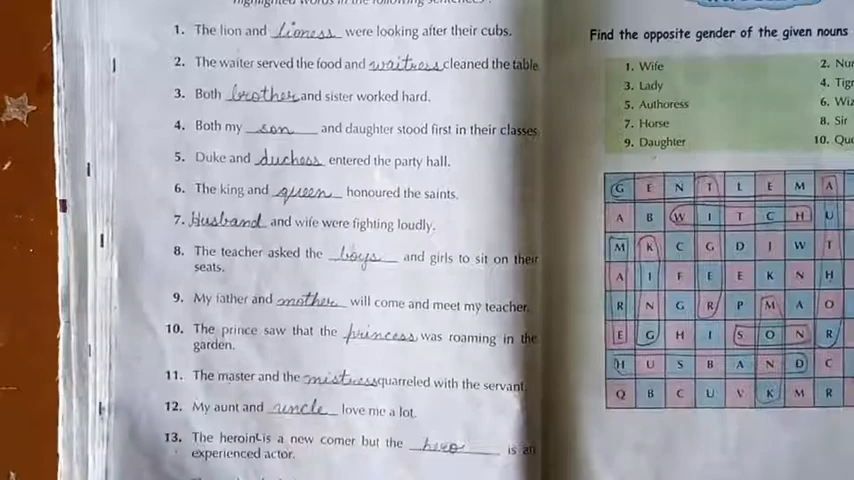 highlighted words in the following sentences.
1. The lion and lioness were looking after their cubs.
2. The waiter served the food and waitress cleaned the table
3. Both brother and sister worked hard.
4. Both my son and daughter stood first in their classes
5. Duke and duchess entered the party hall.
6. The king and queen honoured the saints.
7. Husband and wife were fighting loudly.
8. The teacher asked the boys and girls to sit on their
seats.
9. My father and mother will come and meet my teacher.
10. The prince saw that the princess was roaming in the
garden.
11. The master and the mistress quarreled with the servant.
12. My aunt and uncle love me a lot.
13. The heroin is a new comer but the hero is an
experienced actor.
Find the opposite gender of the given nouns
1. Wife 2. Nur
3. Lady 4. Tigr
5. Authoress 6. Wiz
7. Horse 8. Sir
9. Daughter 10. Que
G E N T L E M A
A B W I T C H U
M K C G D I W T
A I F E E K N H
R N G R P M A O
E G H I S O N R
H U S B A N D C
Q B C U V K M R